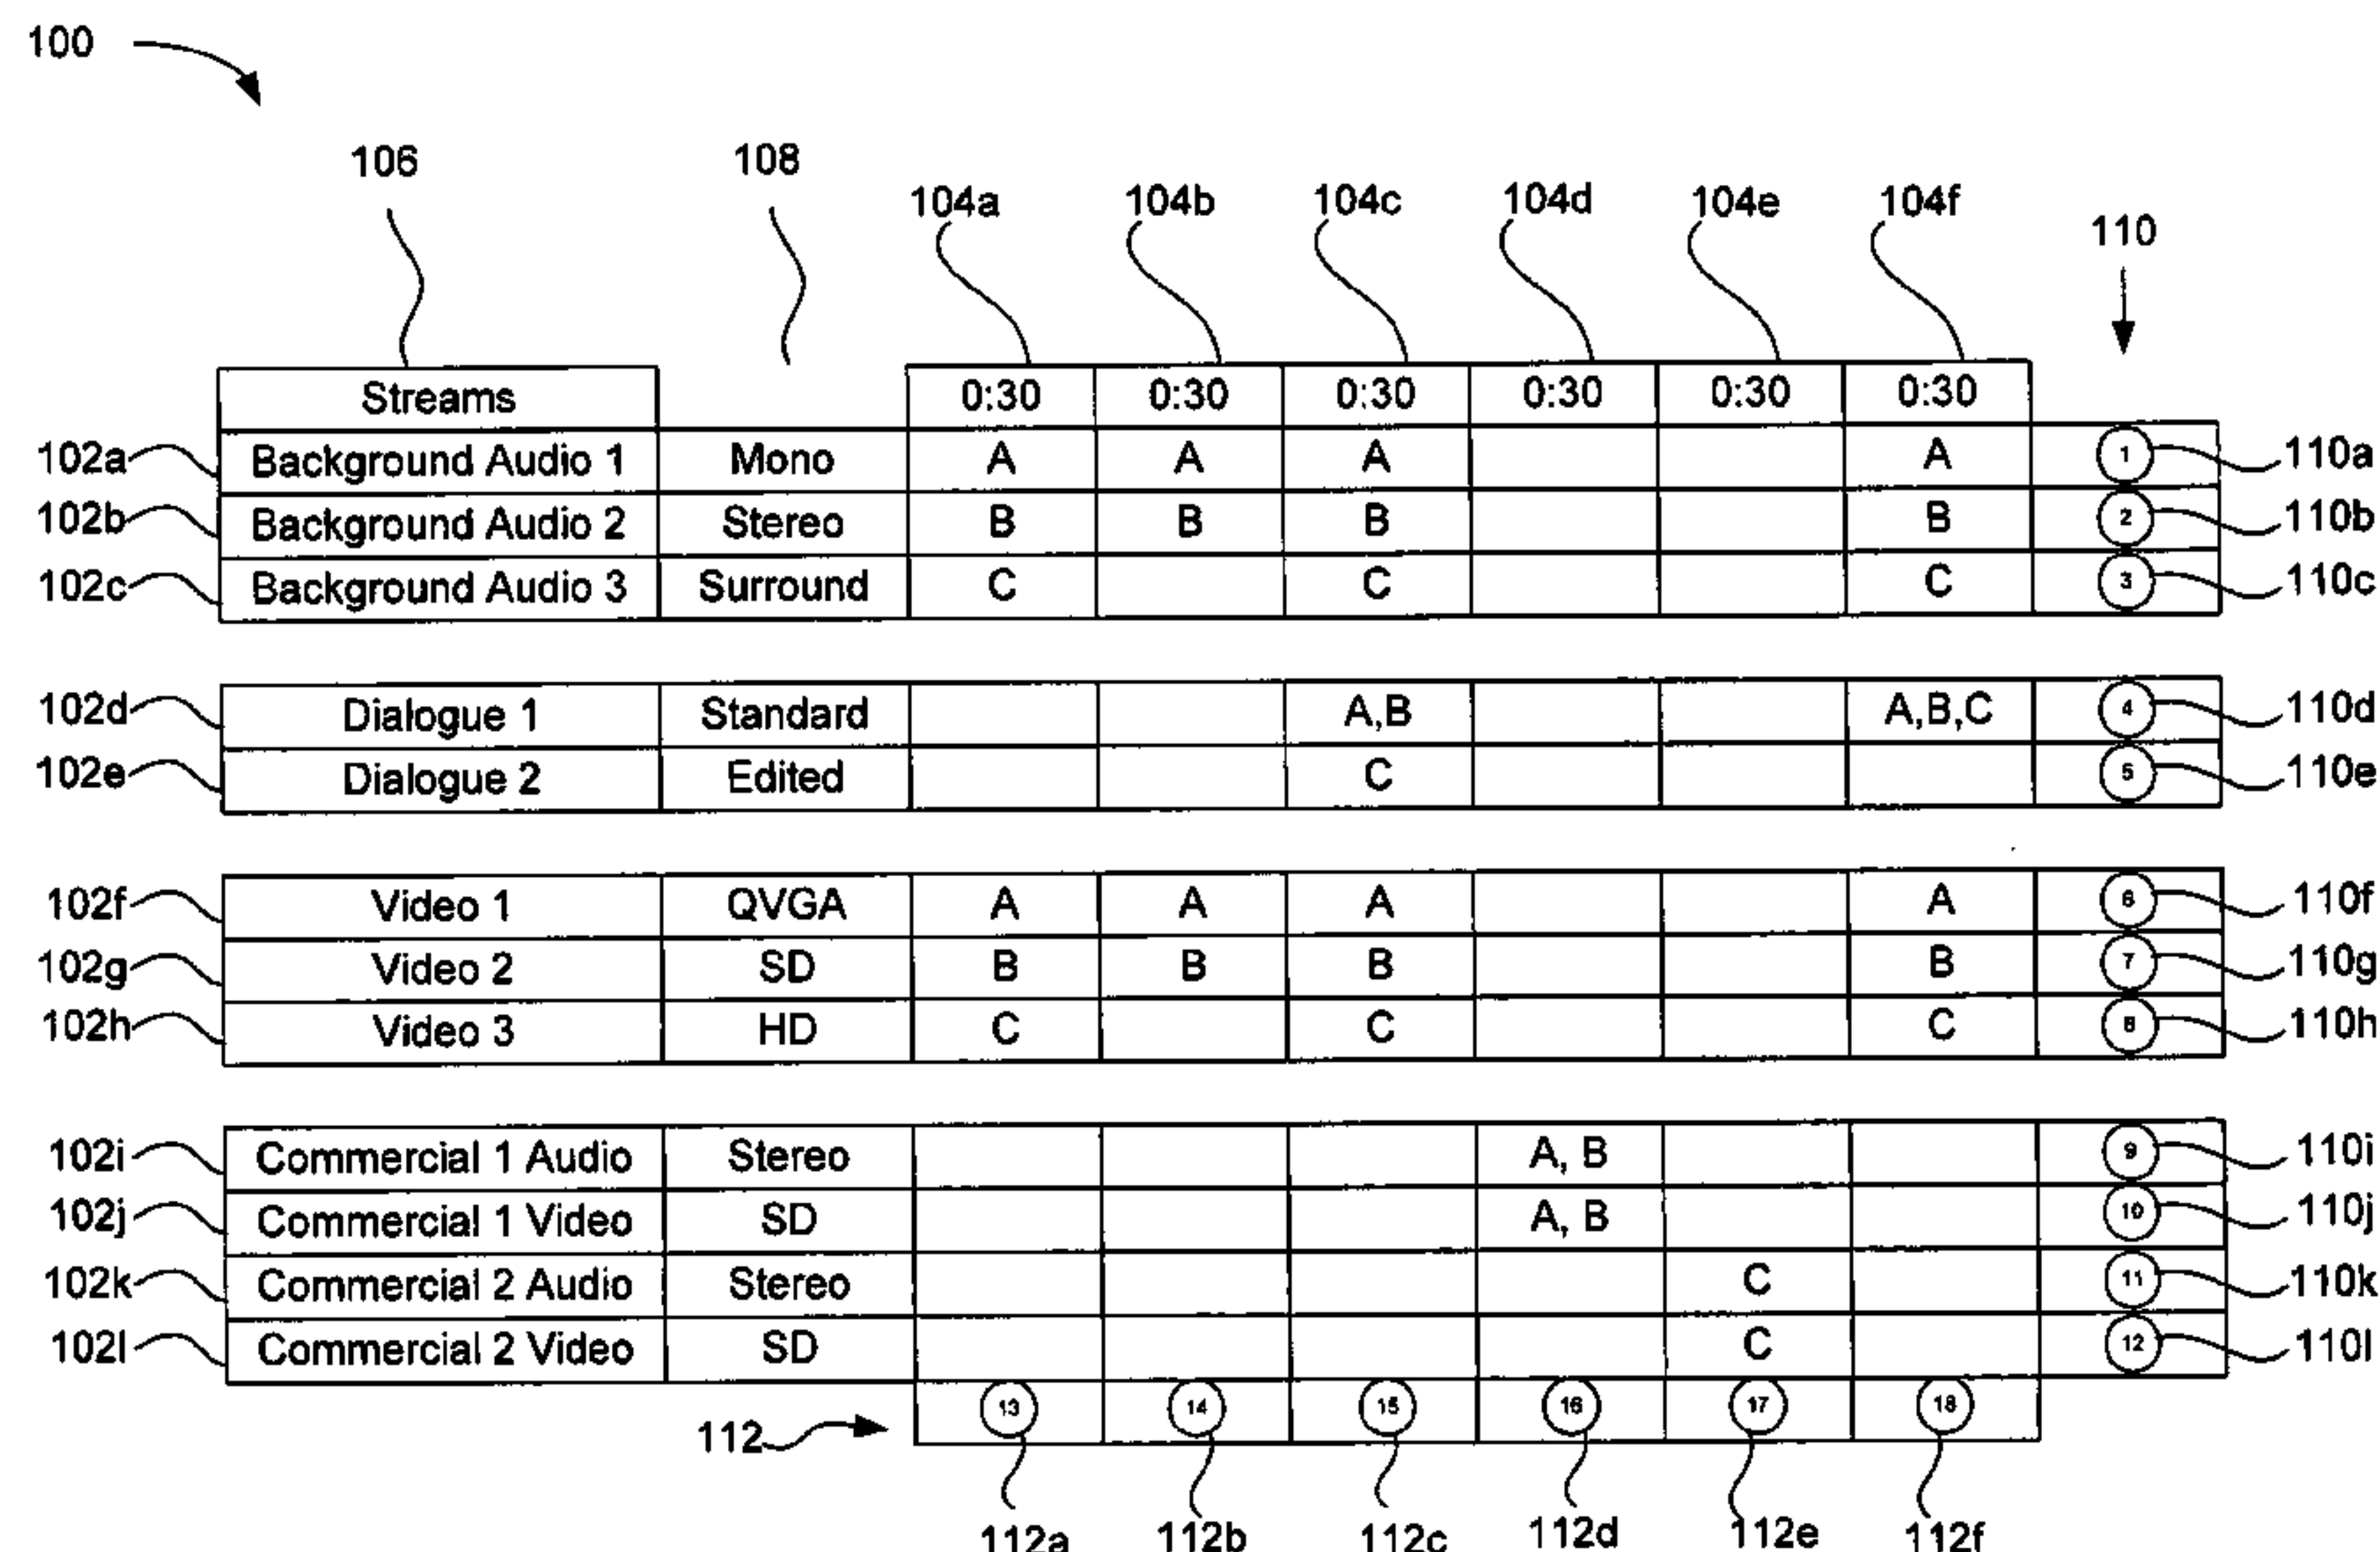 100
106 108
104a 104b 104c 104d 104e 104f
110
Streams 0:30 0:30 0:30 0:30 0:30 0:30
102a Background Audio 1 Mono A A A A 1 110a
102b Background Audio 2 Stereo B B B B 2 110b
102c Background Audio 3 Surround C C C 3 110c
102d Dialogue 1 Standard A,B A,B,C 4 110d
102e Dialogue 2 Edited C 5 110e
102f Video 1 QVGA A A A A 6 110f
102g Video 2 SD B B B B 7 110g
102h Video 3 HD C C C 8 110h
102i Commercial 1 Audio Stereo A, B 9 110i
102j Commercial 1 Video SD A, B 10 110j
102k Commercial 2 Audio Stereo C 11 110k
102l Commercial 2 Video SD C 12 110l
112 13 14 15 16 17 18
112a 112b 112c 112d 112e 112f